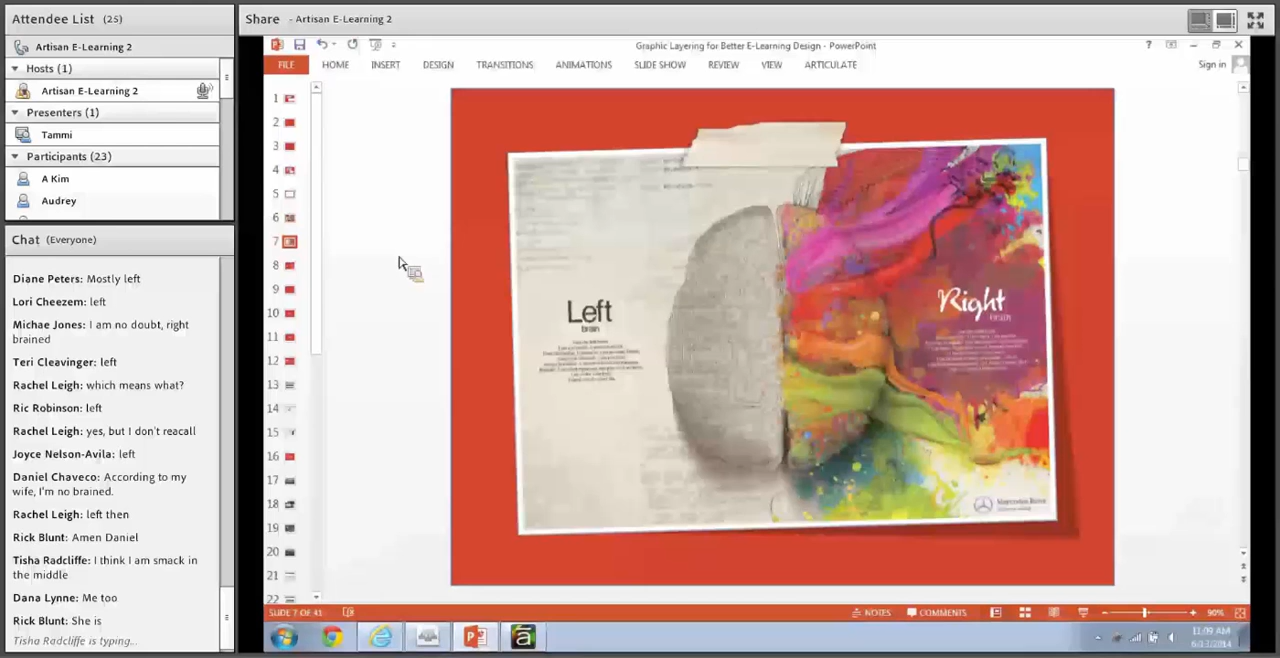 Attendee List (25)
Artisan E-Learning 2
Hosts (1)
Artisan E-Learning 2
Presenters (1)
Tammi
Participants (23)
A Kim
Audrey
Chat (Everyone)
Diane Peters: Mostly left
Lori Cheezem: left
Michae Jones: I am no doubt, right
brained
Teri Cleavinger: left
Rachel Leigh: which means what?
Ric Robinson: left
Rachel Leigh: yes, but I don't reacall
Joyce Nelson-Avila: left
Daniel Chaveco: According to my
wife, I'm no brained.
Rachel Leigh: left then
Rick Blunt: Amen Daniel
Tisha Radcliffe: I think I am smack in
the middle
Dana Lynne: Me too
Rick Blunt: She is
Tisha Radcliffe is typing...
Share - Artisan E-Learning 2
Graphic Layering for Better E-Learning Design - PowerPoint
?
FILE HOME INSERT DESIGN TRANSITIONS ANIMATIONS SLIDE SHOW REVIEW VIEW ARTICULATE
Sign in
1
2
3
4
5
6
7
8
9
10
11
12
13
14
15
16
17
18
19
20
21
22
Left
brain
Right
brain
Mercedes-Benz
SLIDE 7 OF 41
NOTES COMMENTS
90%
11:09 AM
6/13/2014